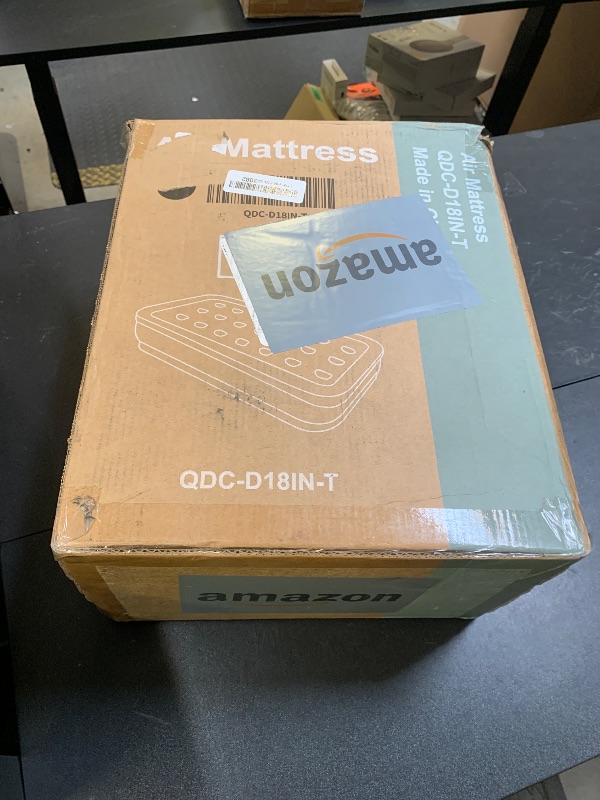 Mattress
QDC-D18IN-T
amazon
Air Mattress
QDC-D18IN-T
Made in
QDC-D18IN-T
amazon